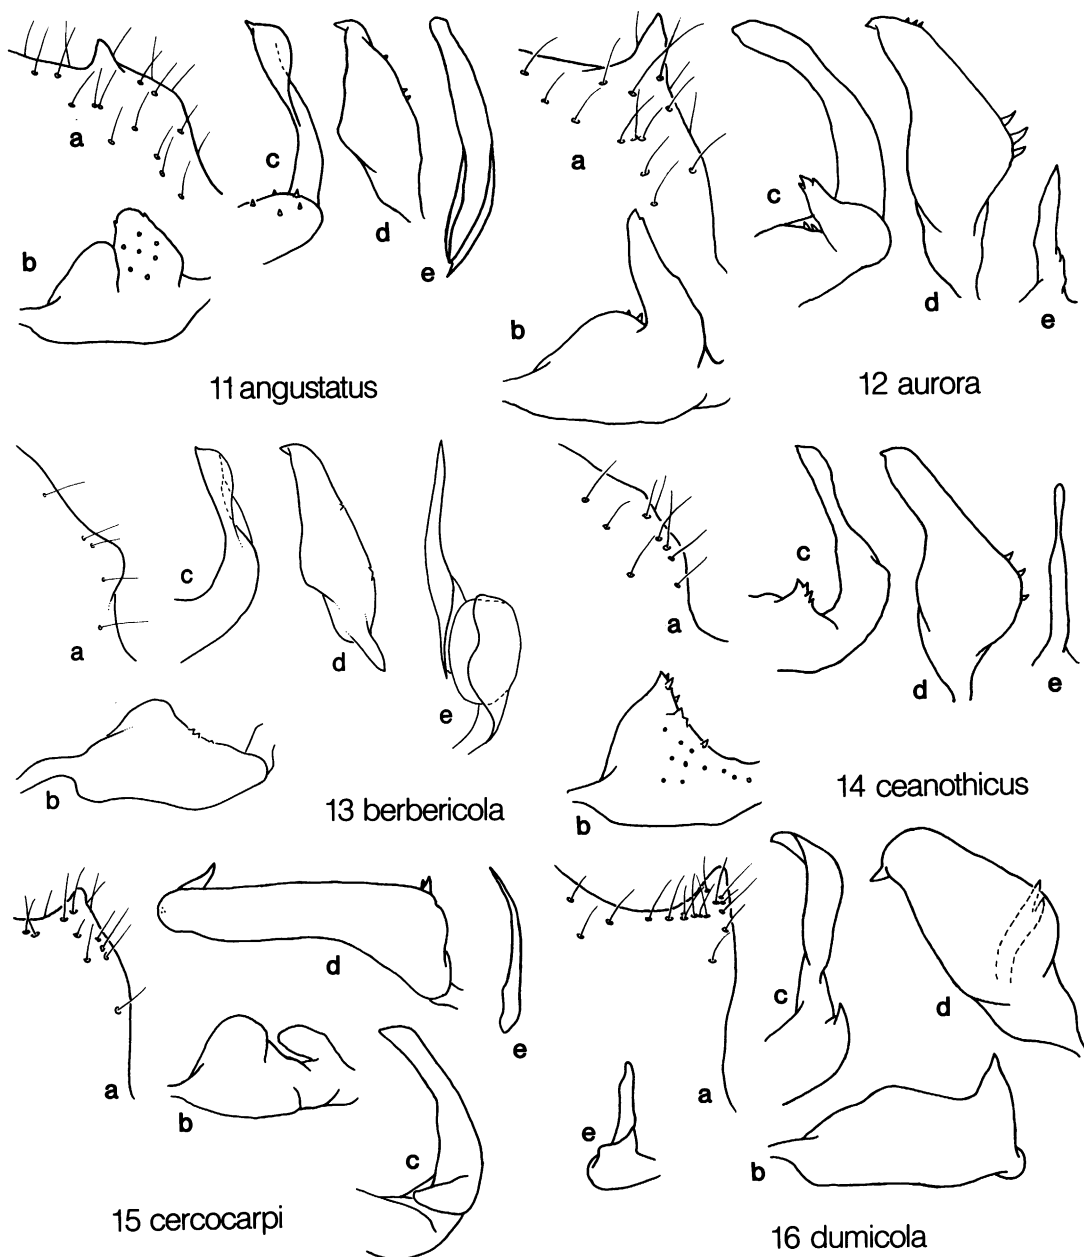 a
c
d
b
e
11 angustatus
a
c
b
d
e
12 aurora
a
c
d
e
b
13 berbericola
a
c
d
e
b
14 ceanothicus
a
d
e
b
c
15 cercocarpi
a
c
d
e
b
16 dumicola